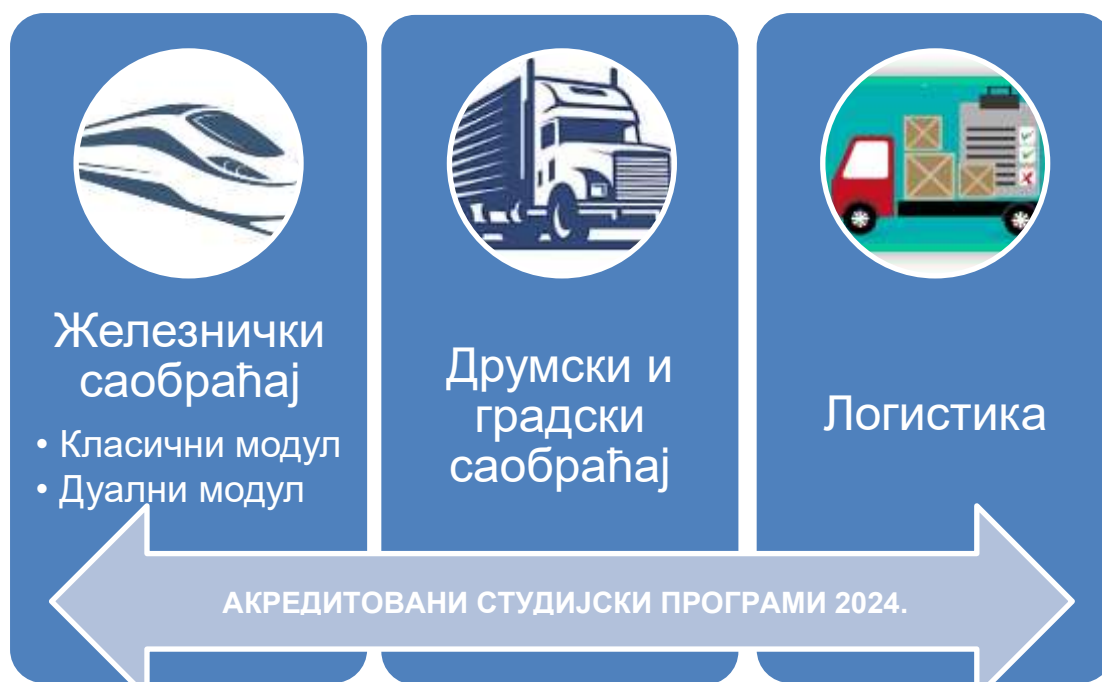 Железнички
саобраћај
• Класични модул
• Дуални модул
Друмски и
градски
саобраћај
Логистика
АКРЕДИТОВАНИ СТУДИЈСКИ ПРОГРАМИ 2024.